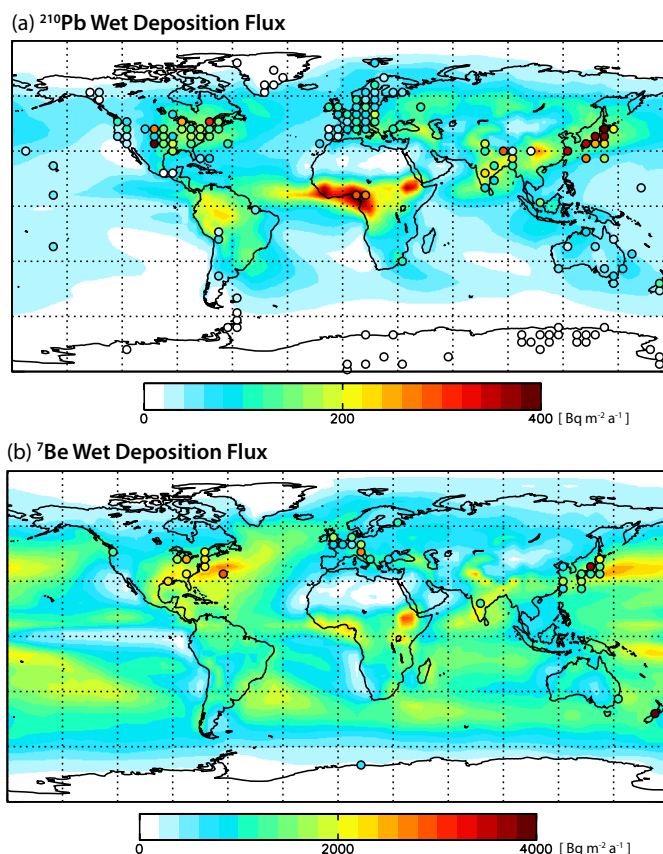 (a) ²¹⁰Pb Wet Deposition Flux
0 200 400 [ Bq m⁻² a⁻¹]
(b) ⁷Be Wet Deposition Flux
0 2000 4000 [ Bq m⁻² a⁻¹]